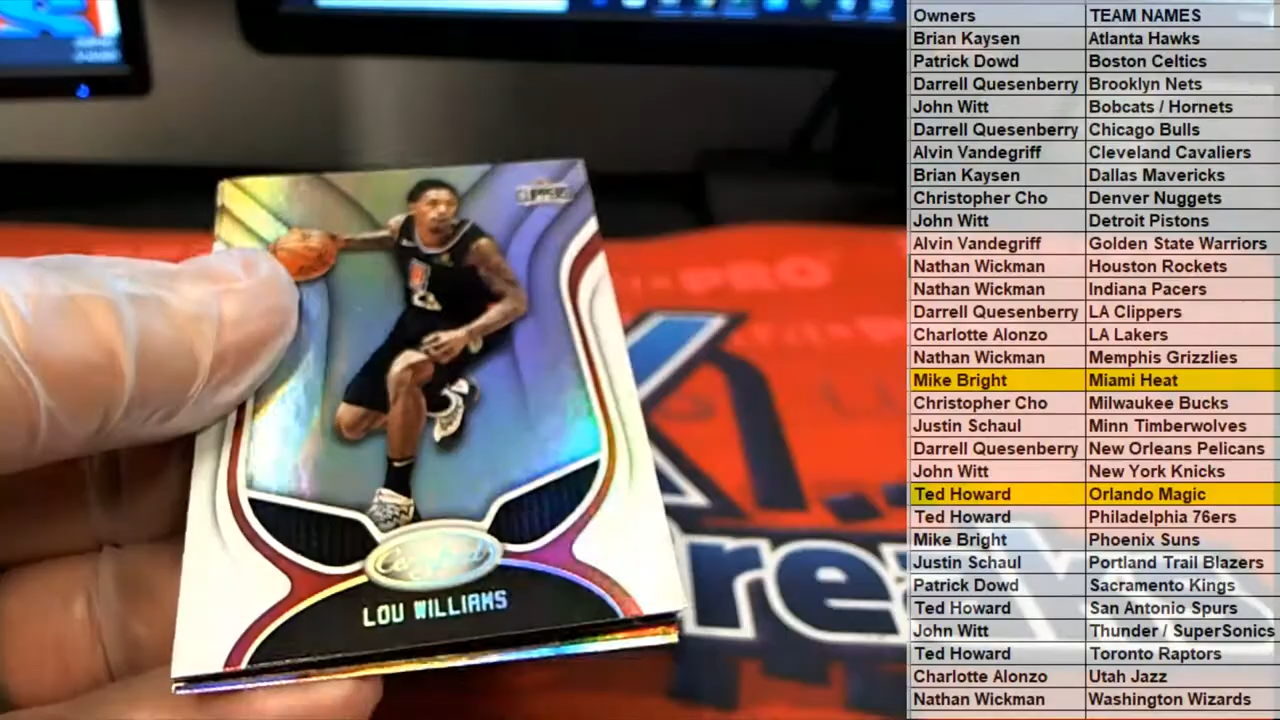 CLIPPERS
Certified
LOU WILLIAMS
PRO
rea
Owners TEAM NAMES
Brian Kaysen Atlanta Hawks
Patrick Dowd Boston Celtics
Darrell Quesenberry Brooklyn Nets
John Witt Bobcats / Hornets
Darrell Quesenberry Chicago Bulls
Alvin Vandegriff Cleveland Cavaliers
Brian Kaysen Dallas Mavericks
Christopher Cho Denver Nuggets
John Witt Detroit Pistons
Alvin Vandegriff Golden State Warriors
Nathan Wickman Houston Rockets
Nathan Wickman Indiana Pacers
Darrell Quesenberry LA Clippers
Charlotte Alonzo LA Lakers
Nathan Wickman Memphis Grizzlies
Mike Bright Miami Heat
Christopher Cho Milwaukee Bucks
Justin Schaul Minn Timberwolves
Darrell Quesenberry New Orleans Pelicans
John Witt New York Knicks
Ted Howard Orlando Magic
Ted Howard Philadelphia 76ers
Mike Bright Phoenix Suns
Justin Schaul Portland Trail Blazers
Patrick Dowd Sacramento Kings
Ted Howard San Antonio Spurs
John Witt Thunder / SuperSonics
Ted Howard Toronto Raptors
Charlotte Alonzo Utah Jazz
Nathan Wickman Washington Wizards